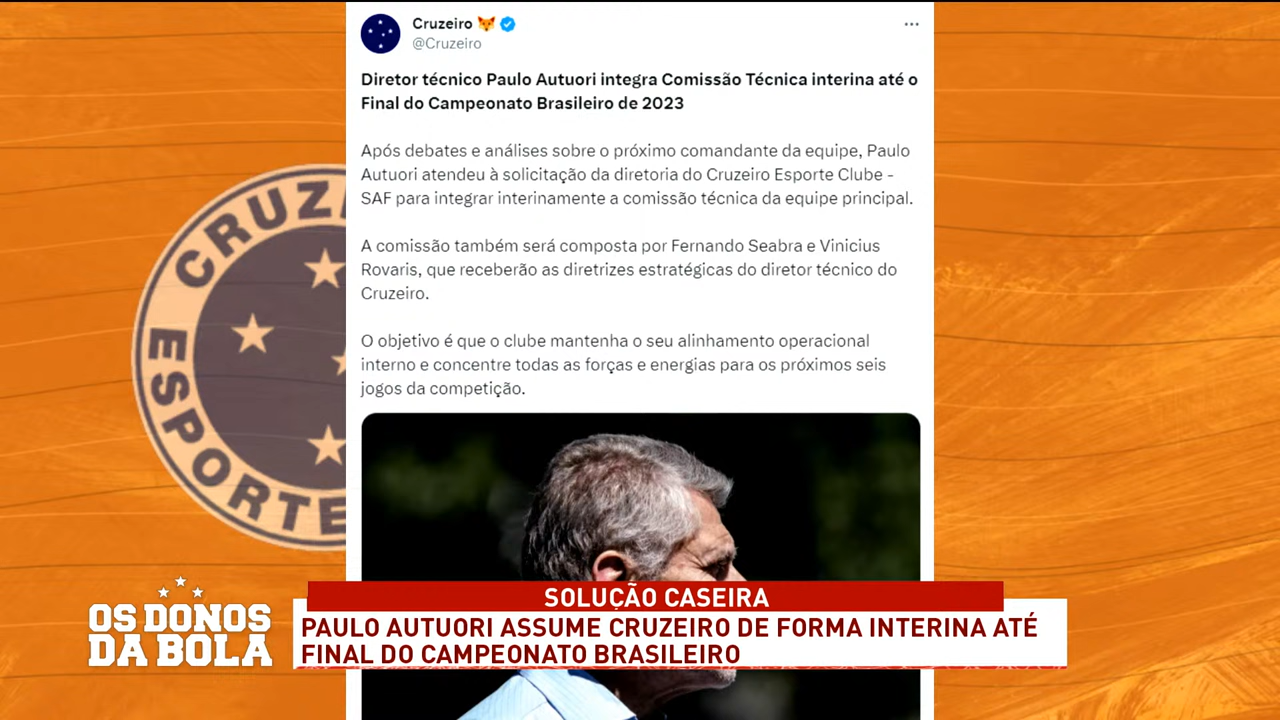 Cruzeiro
@Cruzeiro
Diretor técnico Paulo Autuori integra Comissão Técnica interina até o
Final do Campeonato Brasileiro de 2023
Após debates e análises sobre o próximo comandante da equipe, Paulo
Autuori atendeu à solicitação da diretoria do Cruzeiro Esporte Clube -
SAF para integrar interinamente a comissão técnica da equipe principal.
A comissão também será composta por Fernando Seabra e Vinicius
Rovaris, que receberão as diretrizes estratégicas do diretor técnico do
Cruzeiro.
O objetivo é que o clube mantenha o seu alinhamento operacional
interno e concentre todas as forças e energias para os próximos seis
jogos da competição.
CRUZ
ESPORTE
SOLUÇÃO CASEIRA
OS DONOS
DA BOLA
PAULO AUTUORI ASSUME CRUZEIRO DE FORMA INTERINA ATÉ
FINAL DO CAMPEONATO BRASILEIRO